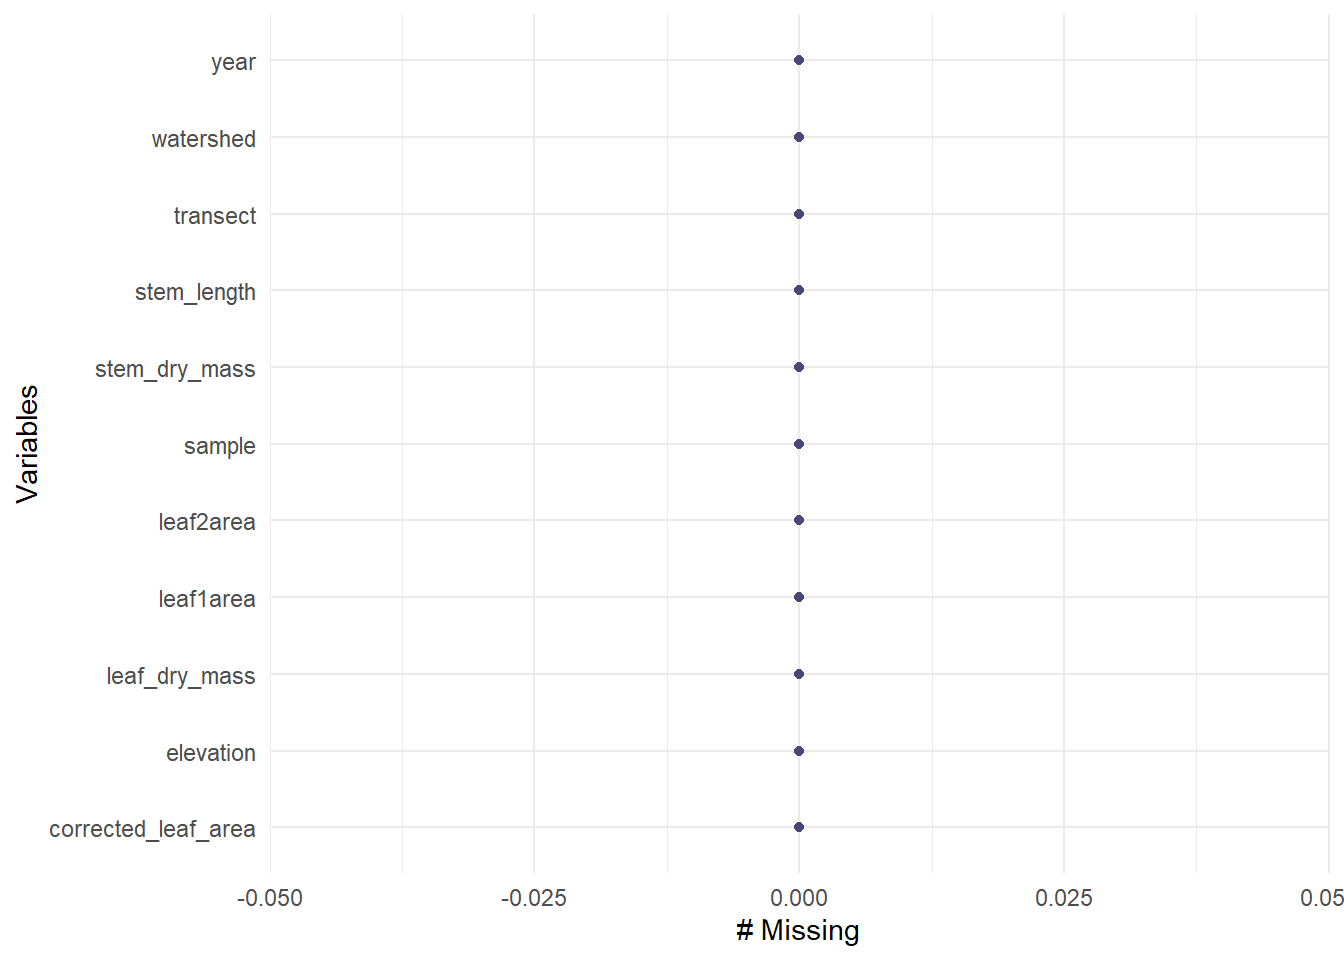 year
watershed
transect
stem_length
stem_dry_mass
sample
leaf2area
leaf1area
leaf_dry_mass
elevation
corrected_leaf_area
Variables
-0.050 -0.025 0.000 0.025 0.05
# Missing